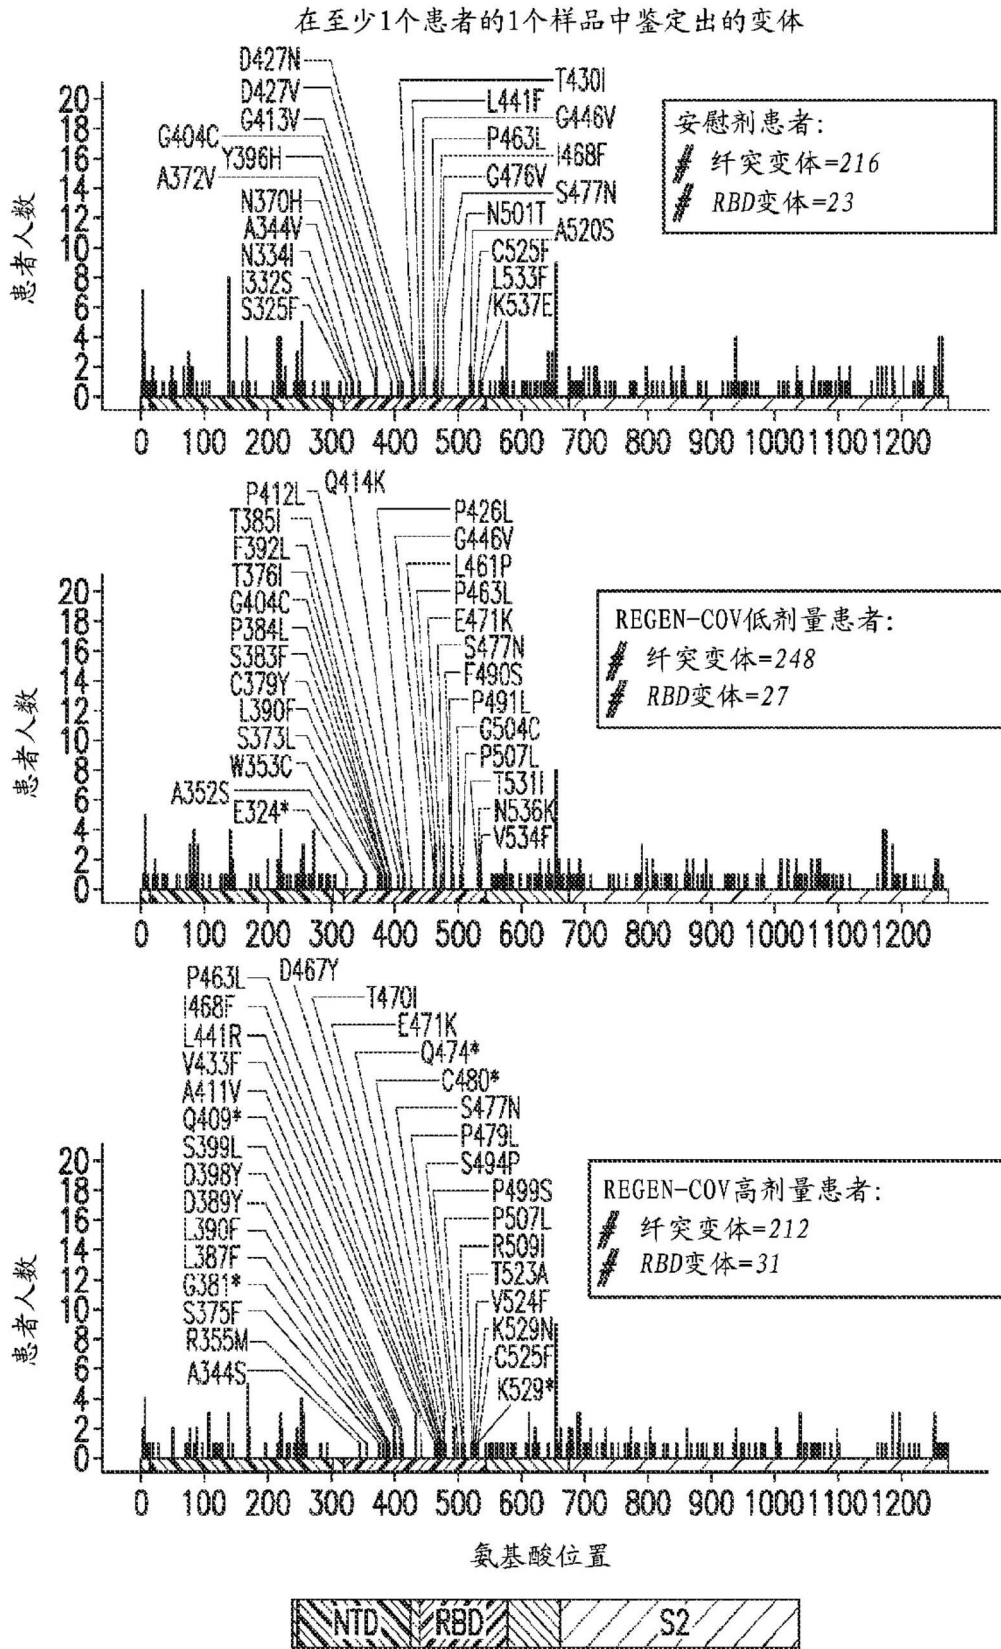 在至少1个患者的1个样品中鉴定出的变体
D427N
D427V
G413V
G404C
Y396H
A372V
N370H
A344V
N334I
I332S
S325F
T430I
L441F
G446V
P463L
I468F
G476V
S477N
N501T
A520S
C525F
L533F
K537E
安慰剂患者:
# 纤突变体=216
# RBD变体=23
患者人数
20
18
16
14
12
10
8
6
4
2
0
0 100 200 300 400 500 600 700 800 900 1000 1100 1200
Q414K
P412L
T385I
F392L
T376I
G404C
P384L
S383F
C379Y
L390F
S373L
W353C
A352S
E324*
P426L
G446V
L461P
P463L
E471K
S477N
F490S
P491L
G504C
P507L
T531I
N536K
V534F
REGEN-COV低剂量患者:
# 纤突变体=248
# RBD变体=27
患者人数
20
18
16
14
12
10
8
6
4
2
0
0 100 200 300 400 500 600 700 800 900 1000 1100 1200
D467Y
P463L
I468F
L441R
V433F
A411V
Q409*
S399L
D398Y
D389Y
L390F
L387F
G381*
S375F
R355M
A344S
T470I
E471K
Q474*
C480*
S477N
P479L
S494P
P499S
P507L
R509I
T523A
V524F
K529N
C525F
K529*
REGEN-COV高剂量患者:
# 纤突变体=212
# RBD变体=31
患者人数
20
18
16
14
12
10
8
6
4
2
0
0 100 200 300 400 500 600 700 800 900 1000 1100 1200
氨基酸位置
NTD RBD S2